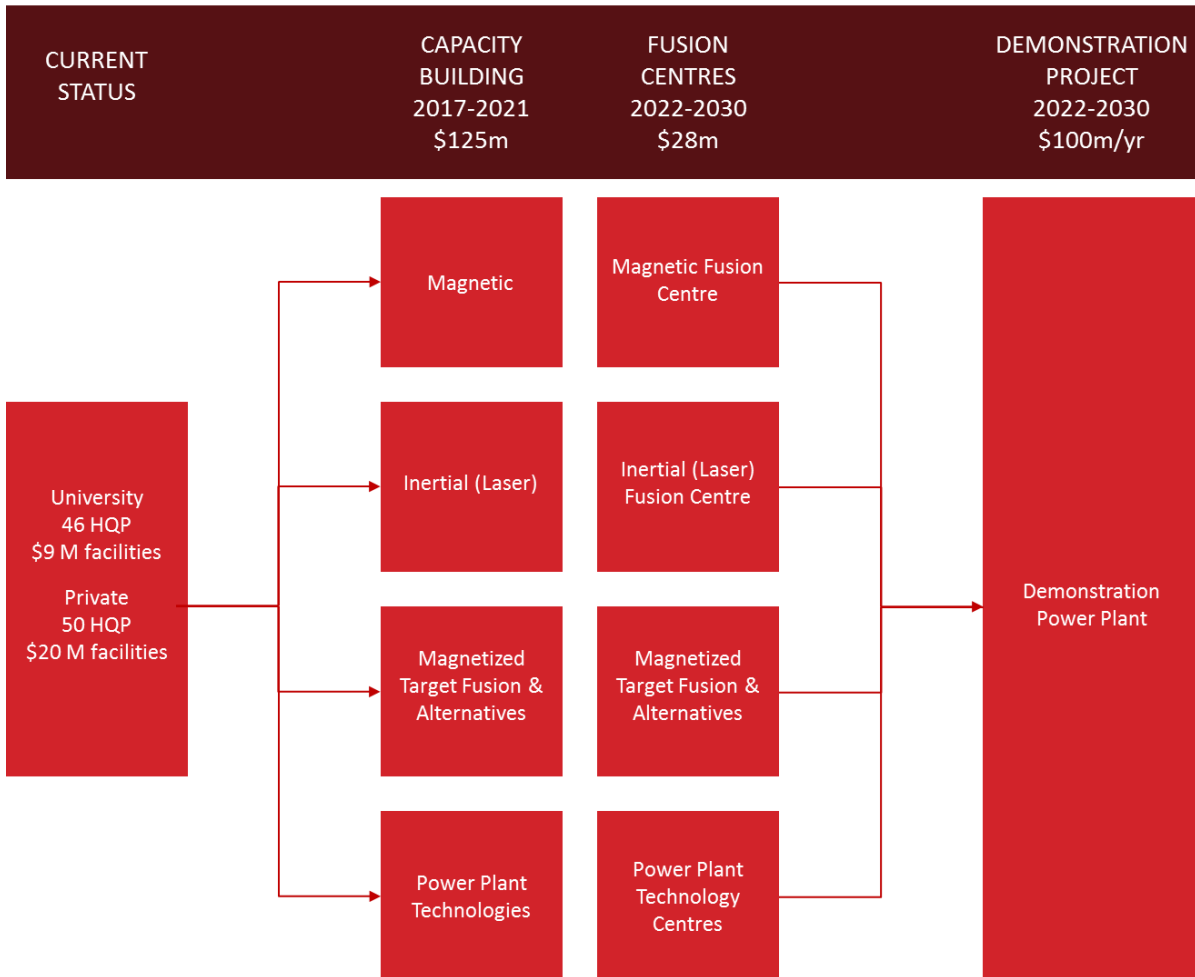 CURRENT
STATUS
CAPACITY
BUILDING
2017-2021
$125m
FUSION
CENTRES
2022-2030
$28m
DEMONSTRATION
PROJECT
2022-2030
$100m/yr
University
46 HQP
$9 M facilities
Private
50 HQP
$20 M facilities
Magnetic
Inertial (Laser)
Magnetized
Target Fusion &
Alternatives
Power Plant
Technologies
Magnetic Fusion
Centre
Inertial (Laser)
Fusion Centre
Magnetized
Target Fusion &
Alternatives
Power Plant
Technology
Centres
Demonstration
Power Plant